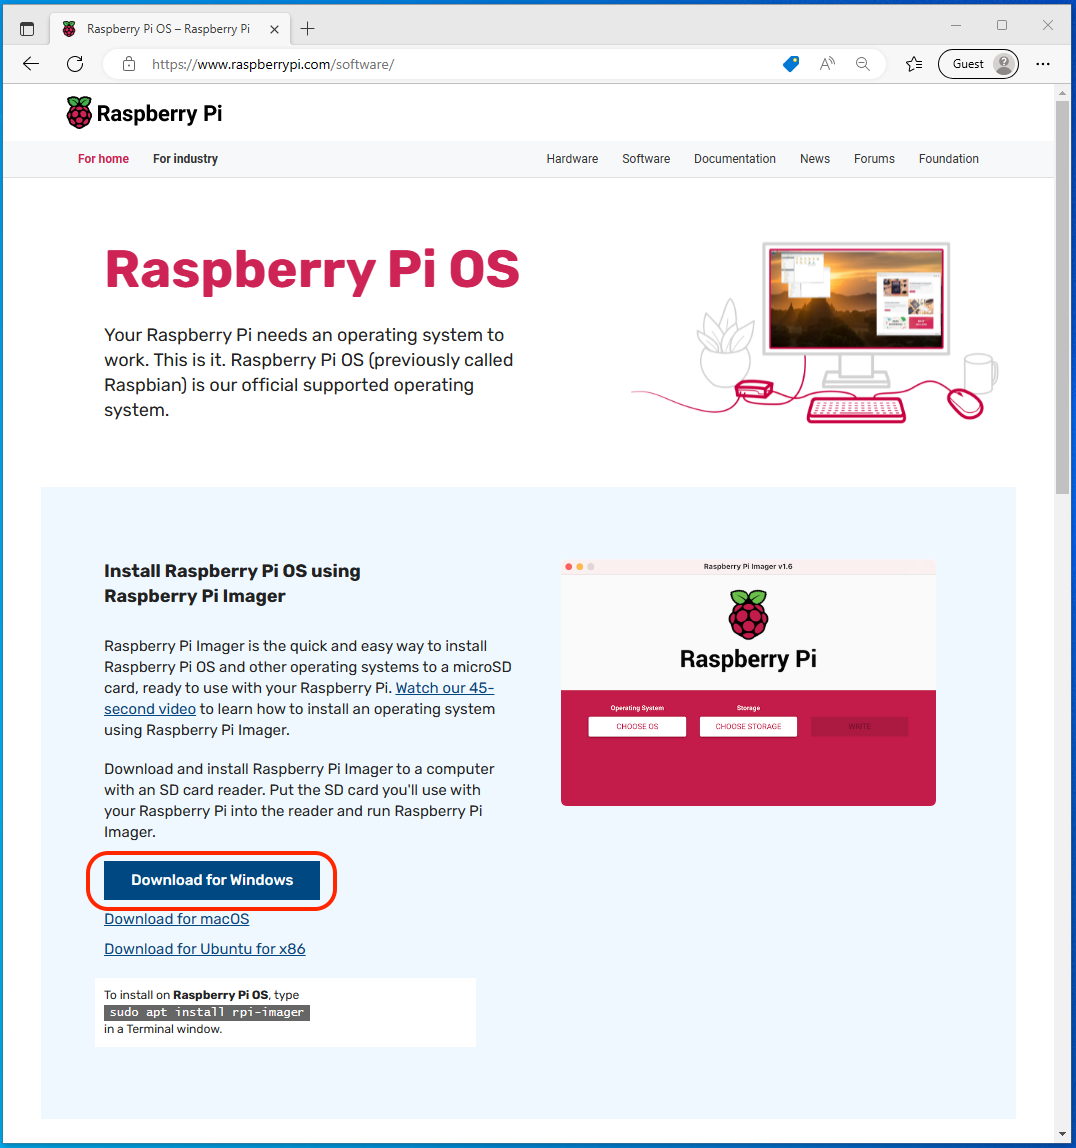 Raspberry Pi OS – Raspberry Pi
https://www.raspberrypi.com/software/
Guest
Raspberry Pi
For home For industry Hardware Software Documentation News Forums Foundation
Raspberry Pi OS
Your Raspberry Pi needs an operating system to
work. This is it. Raspberry Pi OS (previously called
Raspbian) is our official supported operating
system.
Install Raspberry Pi OS using
Raspberry Pi Imager
Raspberry Pi Imager is the quick and easy way to install
Raspberry Pi OS and other operating systems to a microSD
card, ready to use with your Raspberry Pi. Watch our 45-
second video to learn how to install an operating system
using Raspberry Pi Imager.
Download and install Raspberry Pi Imager to a computer
with an SD card reader. Put the SD card you'll use with
your Raspberry Pi into the reader and run Raspberry Pi
Imager.
Download for Windows
Download for macOS
Download for Ubuntu for x86
To install on Raspberry Pi OS, type
sudo apt install rpi-imager
in a Terminal window.
Raspberry Pi Imager v1.6
Raspberry Pi
Operating System Storage
CHOOSE OS CHOOSE STORAGE WRITE